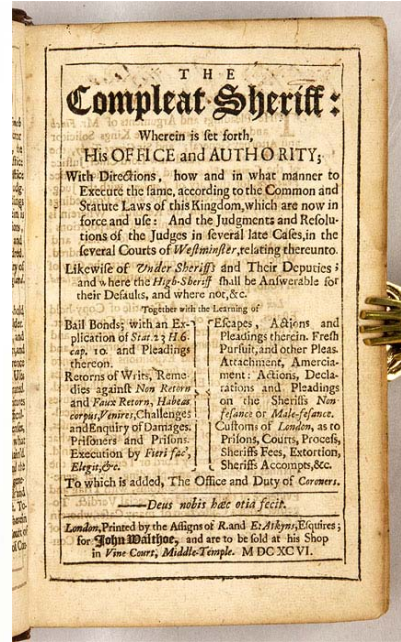 THE
Compleat Sheriff:
Wherein is ſet forth,
His OFFICE and AUTHORITY;
With Directions, how and in what manner to
Execute the ſame, according to the Common and
Statute Laws of this Kingdom, which are now in
force and uſe: And the Judgments and Reſolu-
tions of the Judges in ſeveral late Caſes, in the
ſeveral Courts of Weſtminſter, relating thereunto.
Likewiſe of Under Sheriffs and Their Deputies;
and where the High-Sheriff ſhall be Anſwerable for
their Defaults, and where not, &c.
Together with the Learning of
Bail Bonds; with an Ex-
plication of Stat. 23 H 6.
cap. 10. and Pleadings
thereon.
Retorns of Writs, Reme-
dies againſt Non Retorn
and Faux Retorn, Habeas
corpus, Venires, Challenges
and Enquiry of Damages.
Priſoners and Priſons.
Execution by Fieri fac',
Elegit, &c.
Eſcapes, Actions and
Pleadings therein. Freſh
Purſuit, and other Pleas.
Attachment, Amercia-
ment: Actions, Decla-
rations and Pleadings
on the Sheriffs Non-
feſance or Male-feſance.
Cuſtoms of London, as to
Priſons, Courts, Proceſs,
Sheriffs Fees, Extortion,
Sheriffs Accompts, &c.
To which is added, The Office and Duty of Coroners.
——Deus nobis hæc otia fecit.
London, Printed by the Aſſigns of R. and E: Atkyns, Eſquires;
for John Walthoe, and are to be ſold at his Shop
in Vine Court, Middle-Temple. M DC XC VI.